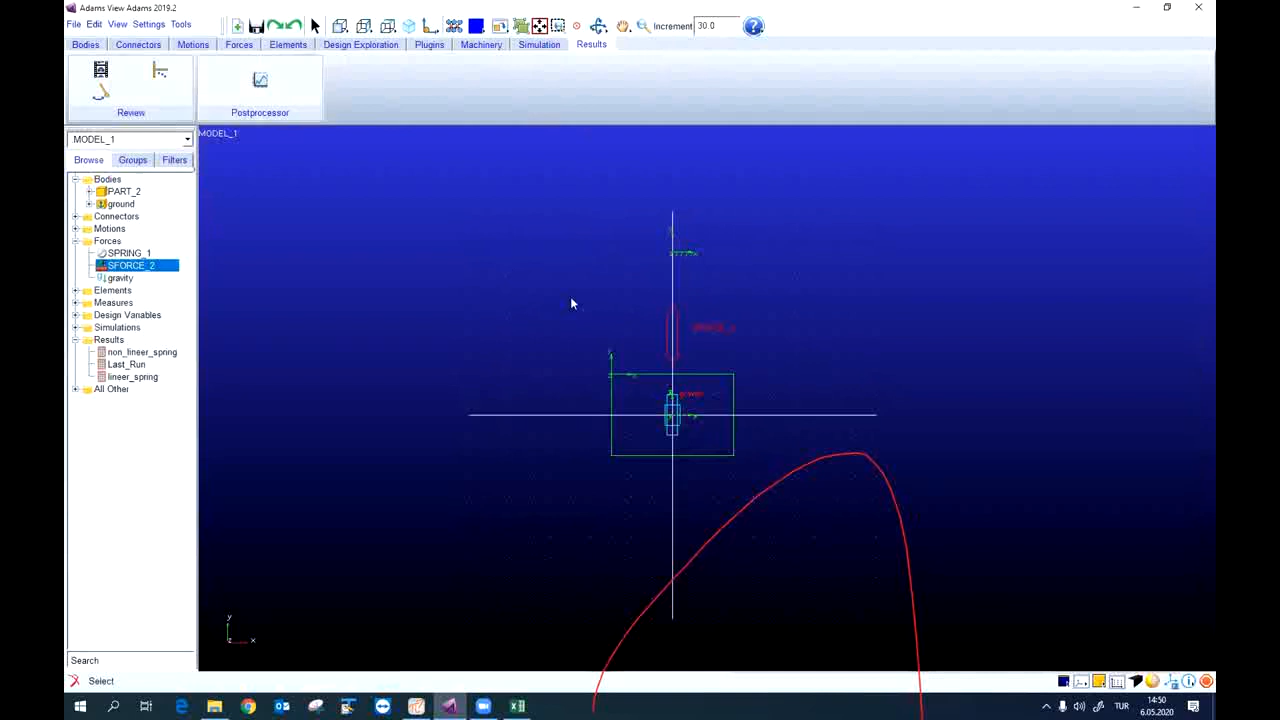 Adams View Adams 2019.2
File Edit View Settings Tools
Increment 30.0
Bodies Connectors Motions Forces Elements Design Exploration Plugins Machinery Simulation Results
Review Postprocessor
MODEL_1
MODEL_1
Browse Groups Filters
Bodies
PART_2
ground
Connectors
Motions
Forces
SPRING_1
SFORCE_2
gravity
Elements
Measures
Design Variables
Simulations
Results
non_lineer_spring
Last_Run
lineer_spring
All Other
y
z x
Search
Select
TUR
14:50
6.05.2020